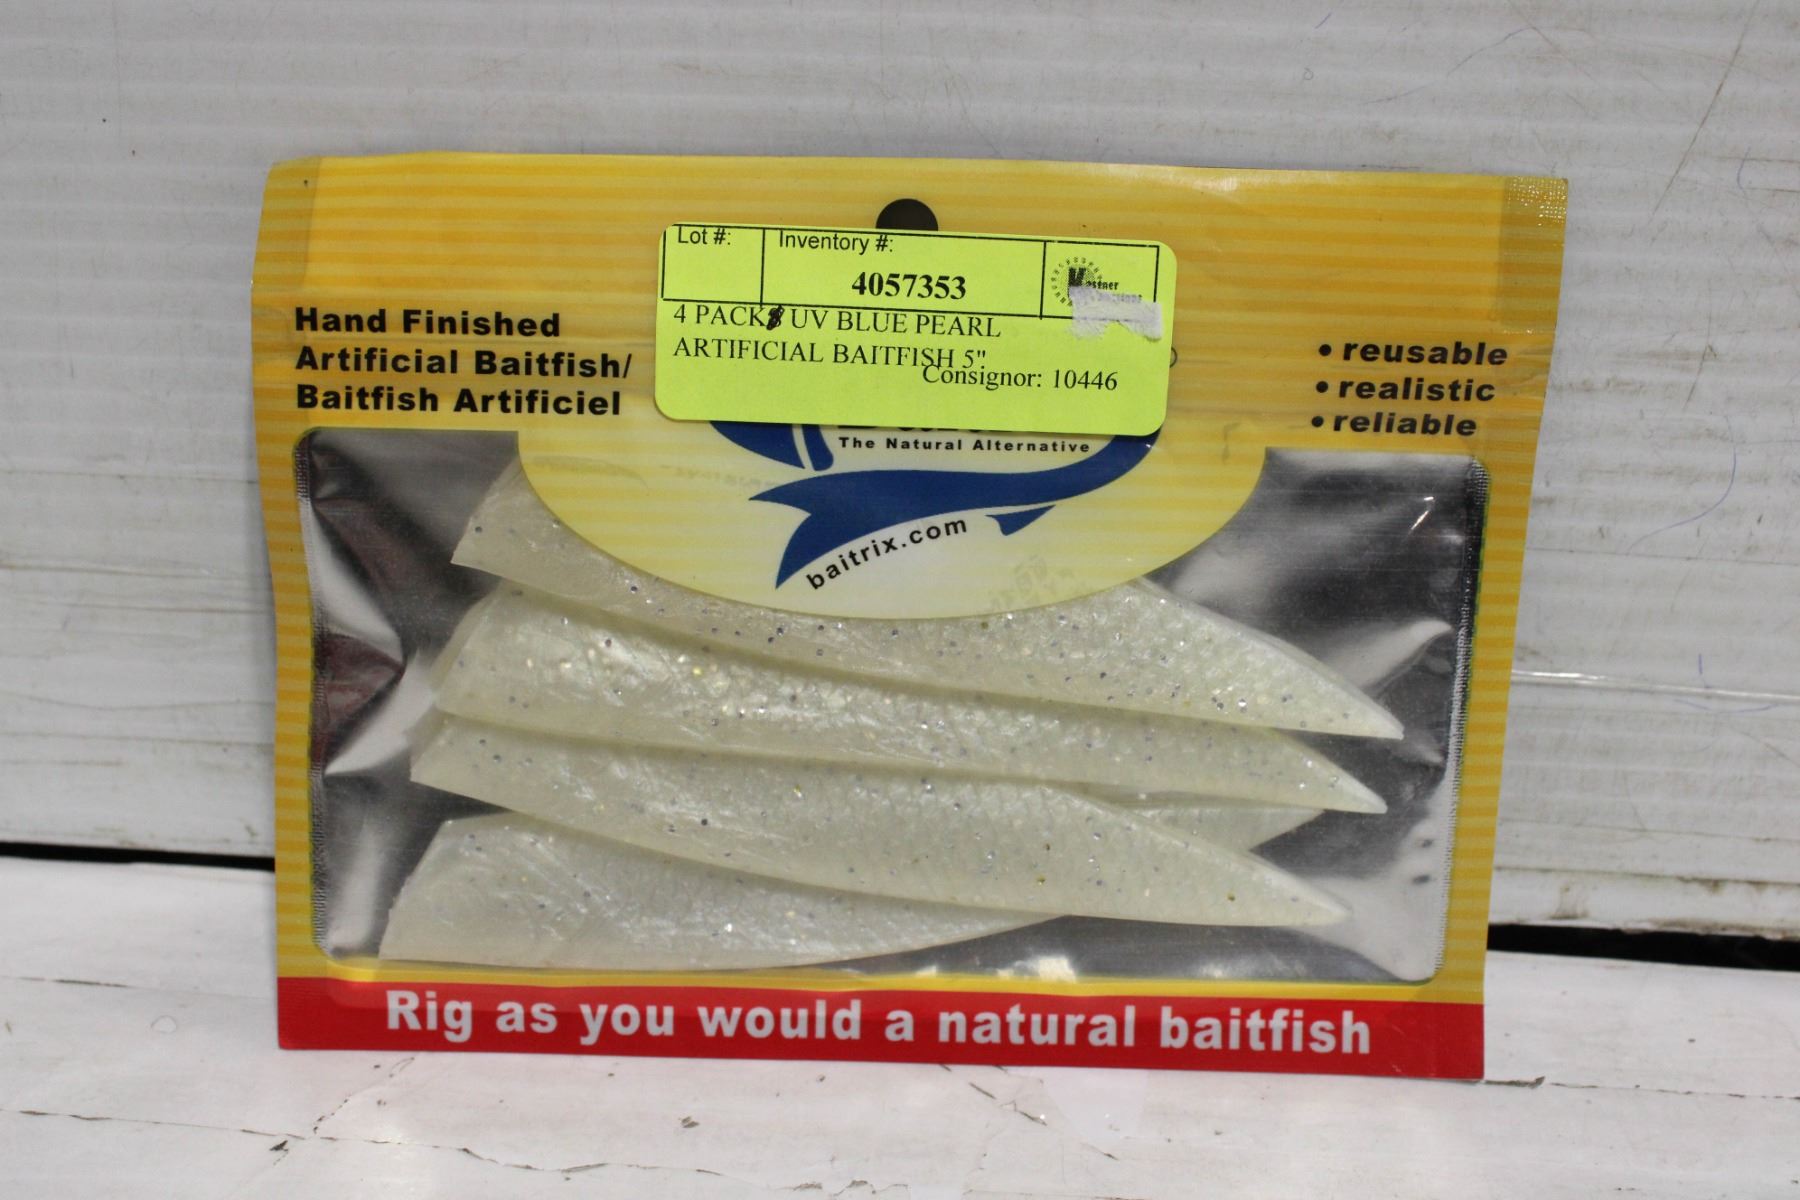 Lot #:
Inventory #:
4057353
4 PACK UV BLUE PEARL
ARTIFICIAL BAITFISH 5"
Consignor: 10446
Hand Finished
Artificial Baitfish/
Baitfish Artificiel
• reusable
• realistic
• reliable
The Natural Alternative
baitrix.com
Rig as you would a natural baitfish